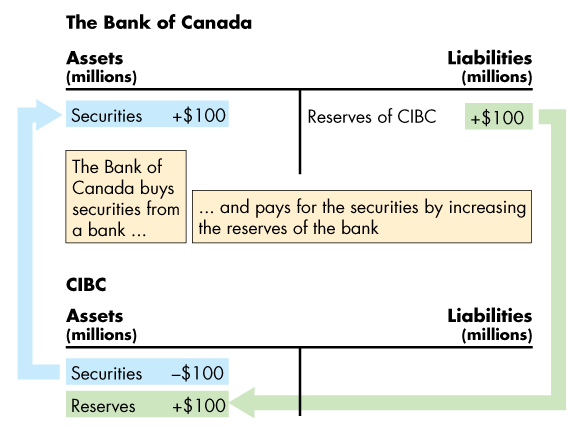 The Bank of Canada
Assets Liabilities
(millions) (millions)
Securities +$100 Reserves of CIBC +$100
The Bank of
Canada buys
securities from
a bank ...
... and pays for the securities by increasing
the reserves of the bank
CIBC
Assets Liabilities
(millions) (millions)
Securities –$100
Reserves +$100